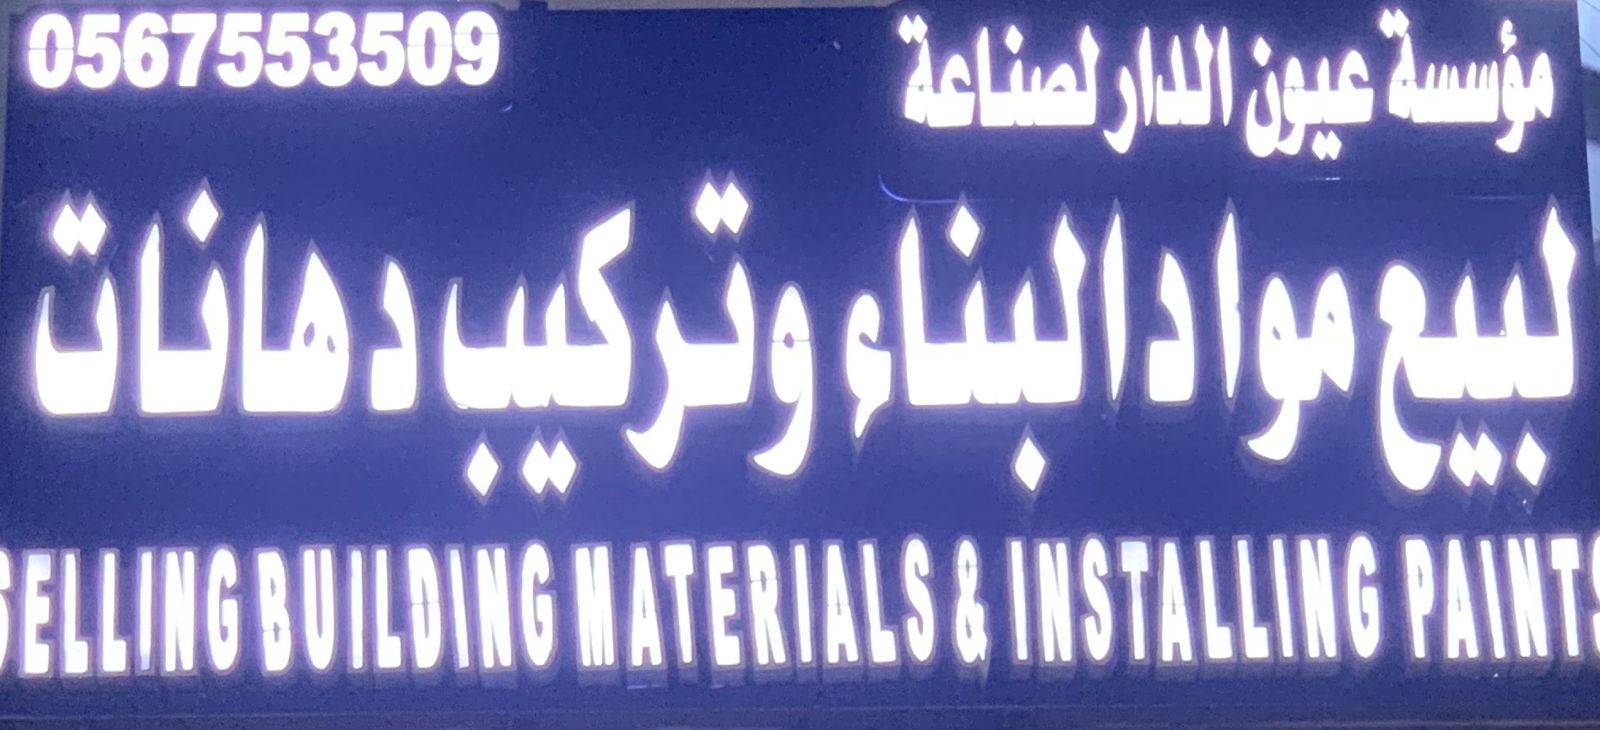 مؤسسة عيون الدار لصناعة
0567553509
لبيع مواد البناء وتركيب دهانات
SELLING BUILDING MATERIALS & INSTALLING PAINTS